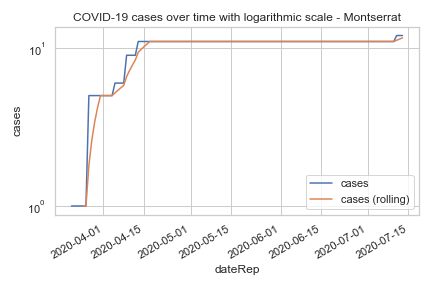 COVID-19 cases over time with logarithmic scale - Montserrat
10¹
10⁰
cases
cases
cases (rolling)
2020-04-01
2020-04-15
2020-05-01
2020-05-15
2020-06-01
2020-06-15
2020-07-01
2020-07-15
dateRep